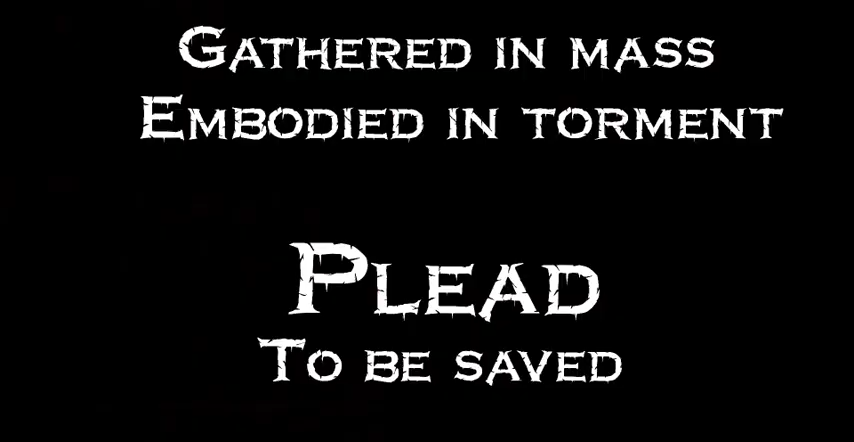 Gathered in mass
Embodied in torment
Plead
To be saved